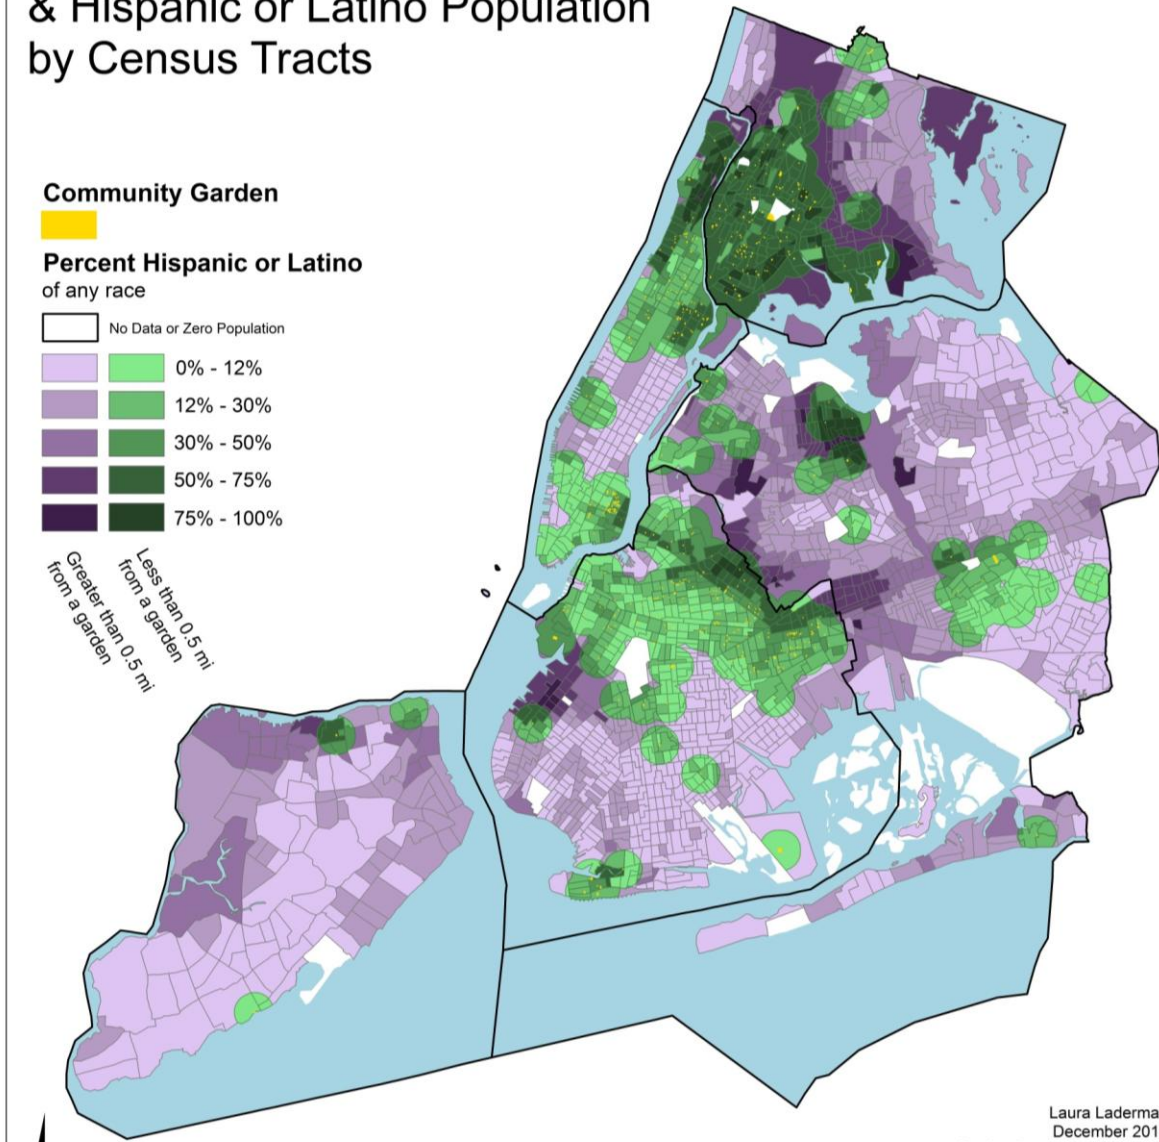 & Hispanic or Latino Population
by Census Tracts
Community Garden
Percent Hispanic or Latino
of any race
No Data or Zero Population
0% - 12%
12% - 30%
30% - 50%
50% - 75%
75% - 100%
Greater than 0.5 mi
from a garden
Less than 0.5 mi
from a garden
Laura Laderma
December 201